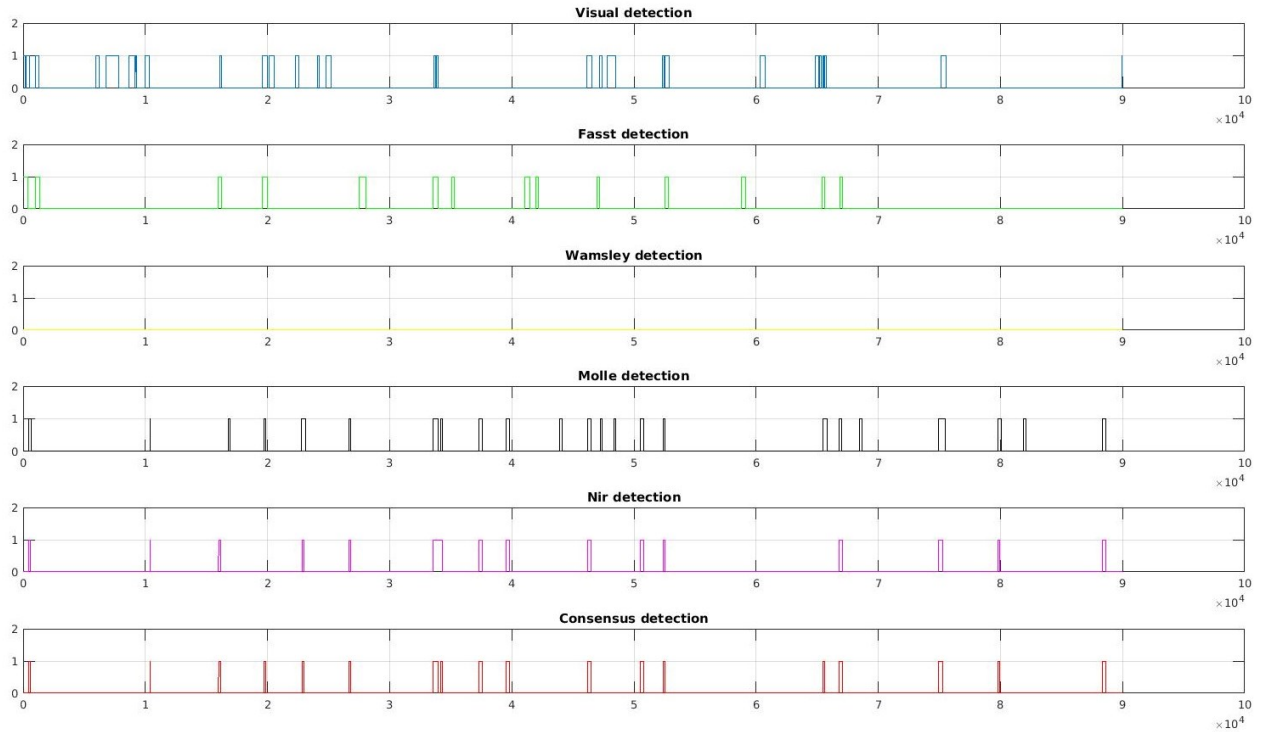 Visual detection
2
1
0
0 1 2 3 4 5 6 7 8 9 10
×10⁴
Fasst detection
2
1
0
0 1 2 3 4 5 6 7 8 9 10
×10⁴
Wamsley detection
2
1
0
0 1 2 3 4 5 6 7 8 9 10
×10⁴
Molle detection
2
1
0
0 1 2 3 4 5 6 7 8 9 10
×10⁴
Nir detection
2
1
0
0 1 2 3 4 5 6 7 8 9 10
×10⁴
Consensus detection
2
1
0
0 1 2 3 4 5 6 7 8 9 10
×10⁴